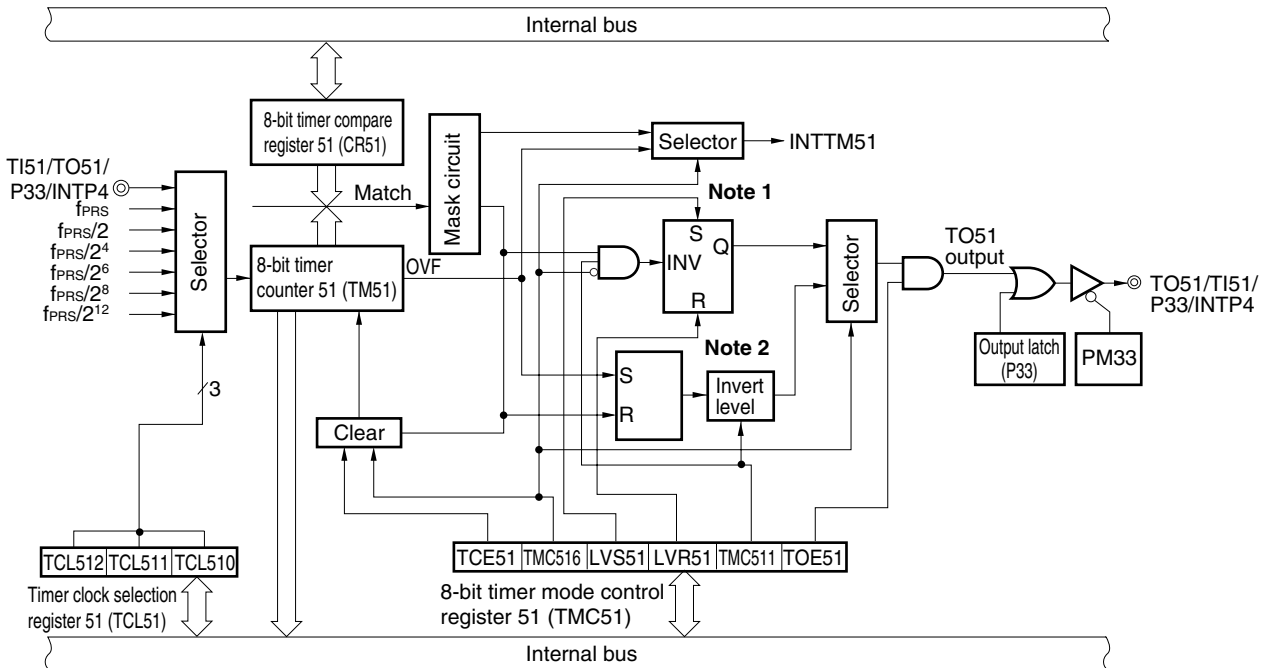 Internal bus
8-bit timer compare
register 51 (CR51)
Mask circuit
Selector
INTTM51
TI51/TO51/
P33/INTP4
Match
Note 1
fPRS
fPRS/2
fPRS/2⁴
fPRS/2⁶
fPRS/2⁸
fPRS/2¹²
Selector
8-bit timer
counter 51 (TM51)
OVF
S
Q
INV
R
Selector
TO51
output
TO51/TI51/
P33/INTP4
Note 2
Output latch
(P33)
PM33
3
S
R
Invert
level
Clear
TCL512 TCL511 TCL510
TCE51 TMC516 LVS51 LVR51 TMC511 TOE51
Timer clock selection
register 51 (TCL51)
8-bit timer mode control
register 51 (TMC51)
Internal bus